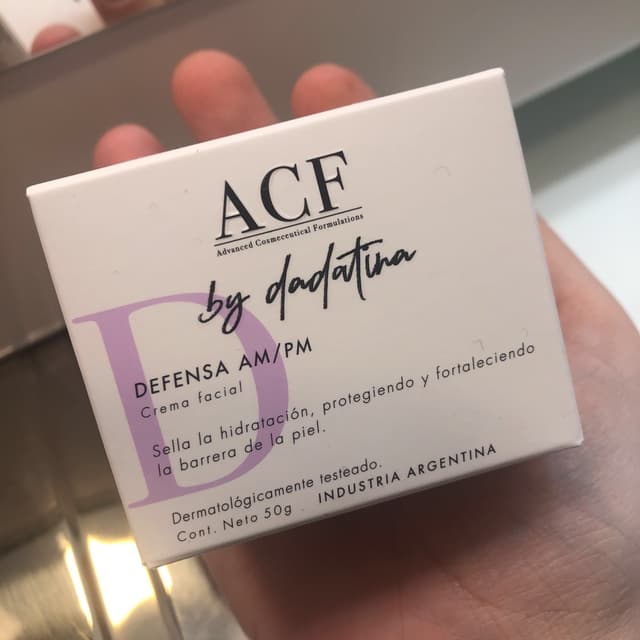 ACF
Advanced Cosmeceutical Formulations
by dadatina
D
DEFENSA AM/PM
Crema facial
Sella la hidratación, protegiendo y fortaleciendo
la barrera de la piel.
Dermatológicamente testeado.
Cont. Neto 50g INDUSTRIA ARGENTINA